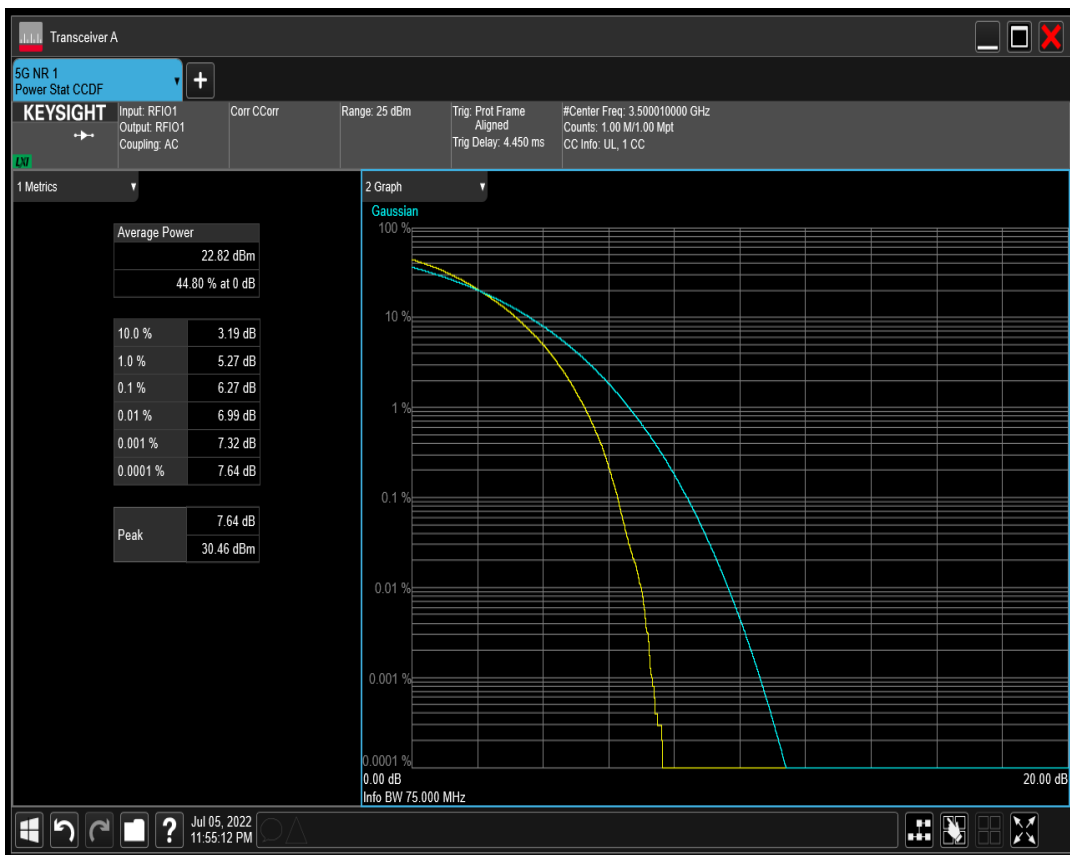 Transceiver A
5G NR 1
Power Stat CCDF
+
KEYSIGHT
LXI
Input: RFIO1
Output: RFIO1
Coupling: AC
Corr CCorr
Range: 25 dBm
Trig: Prot Frame
Aligned
Trig Delay: 4.450 ms
#Center Freq: 3.500010000 GHz
Counts: 1.00 M/1.00 Mpt
CC Info: UL, 1 CC
1 Metrics
Average Power
22.82 dBm
44.80 % at 0 dB
10.0 % 3.19 dB
1.0 % 5.27 dB
0.1 % 6.27 dB
0.01 % 6.99 dB
0.001 % 7.32 dB
0.0001 % 7.64 dB
Peak
7.64 dB
30.46 dBm
2 Graph
Gaussian
100 %
10 %
1 %
0.1 %
0.01 %
0.001 %
0.0001 %
0.00 dB 20.00 dB
Info BW 75.000 MHz
?
Jul 05, 2022
11:55:12 PM